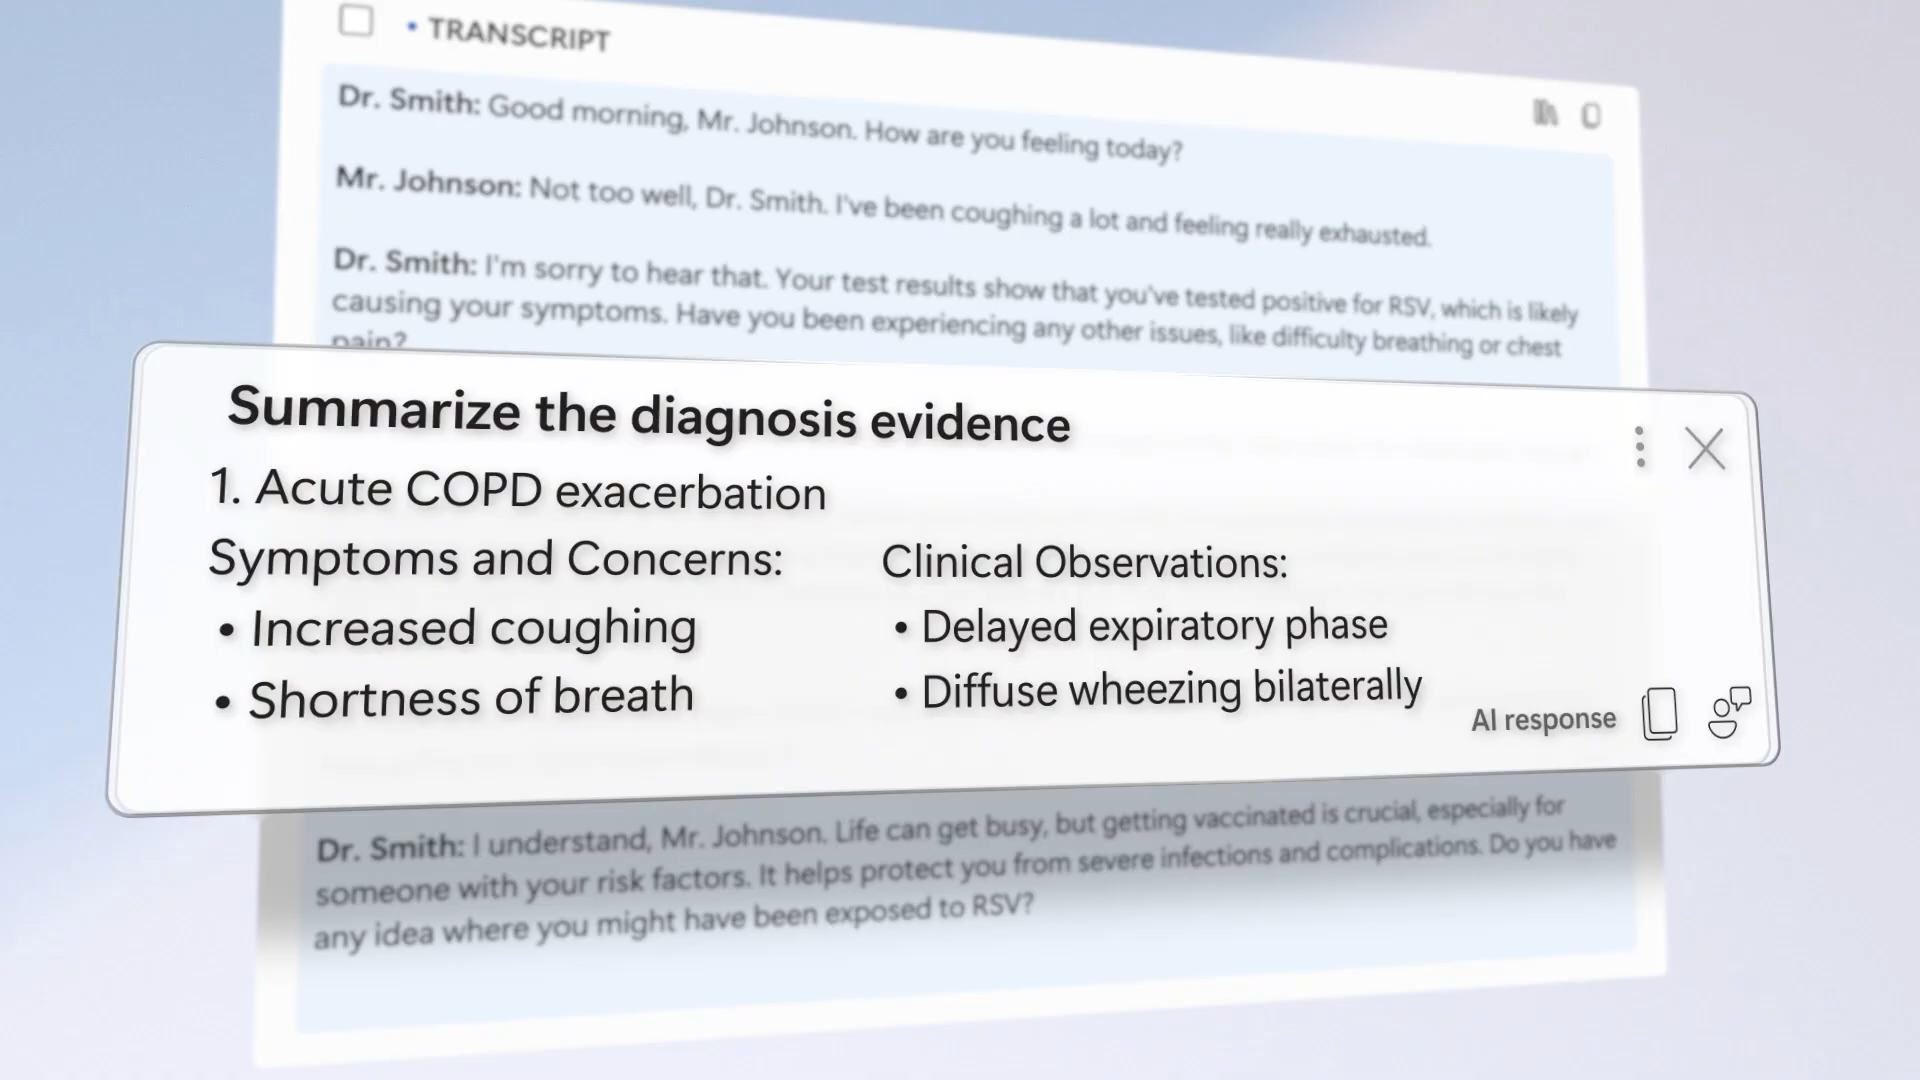 • TRANSCRIPT
Dr. Smith: Good morning, Mr. Johnson. How are you feeling today?
Mr. Johnson: Not too well, Dr. Smith. I've been coughing a lot and feeling really exhausted.
Dr. Smith: I'm sorry to hear that. Your test results show that you've tested positive for RSV, which is likely
causing your symptoms. Have you been experiencing any other issues, like difficulty breathing or chest
pain?
Summarize the diagnosis evidence
1. Acute COPD exacerbation
Symptoms and Concerns:
• Increased coughing
• Shortness of breath
Clinical Observations:
• Delayed expiratory phase
• Diffuse wheezing bilaterally
AI response
Dr. Smith: I understand, Mr. Johnson. Life can get busy, but getting vaccinated is crucial, especially for
someone with your risk factors. It helps protect you from severe infections and complications. Do you have
any idea where you might have been exposed to RSV?